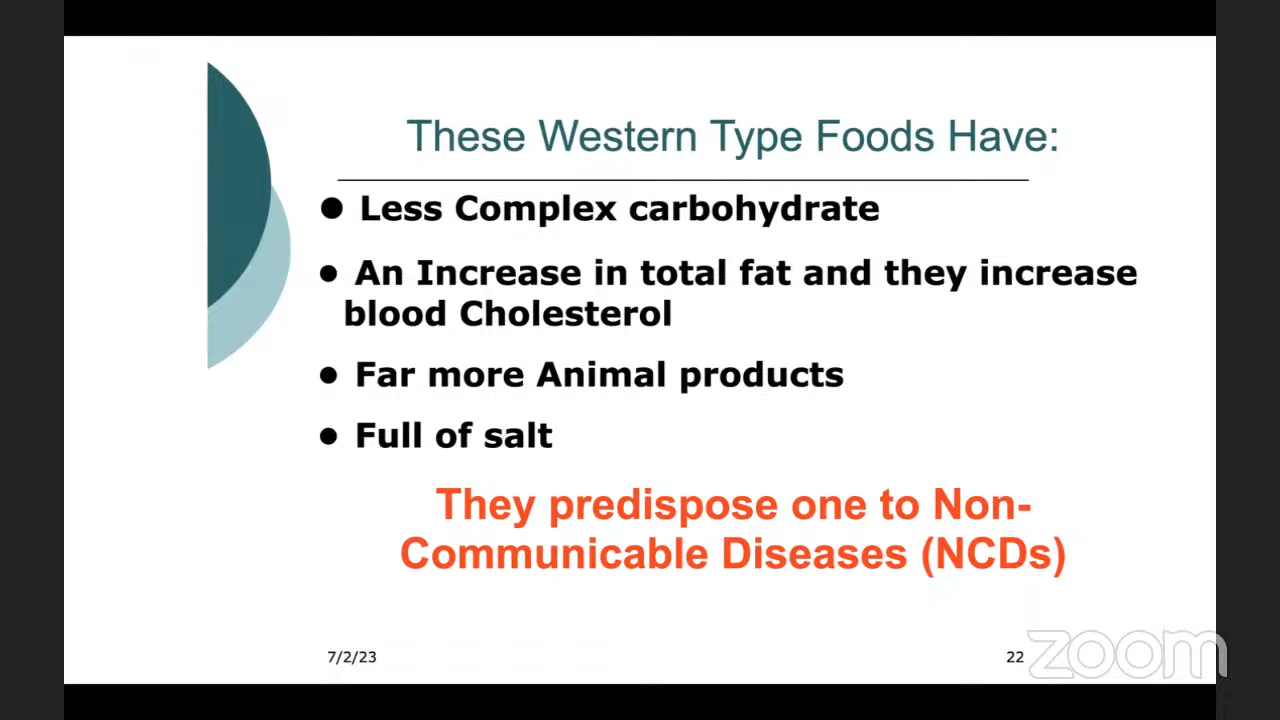 These Western Type Foods Have:
● Less Complex carbohydrate
● An Increase in total fat and they increase
blood Cholesterol
● Far more Animal products
● Full of salt
They predispose one to Non-
Communicable Diseases (NCDs)
7/2/23
22
zoom